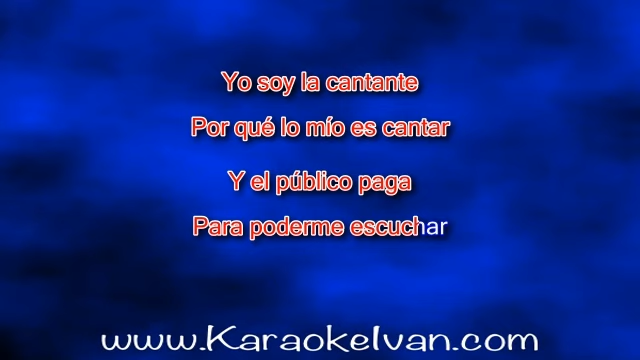 Yo soy la cantante
Por qué lo mío es cantar
Y el público paga
Para poderme escuchar
www.KaraokeIvan.com